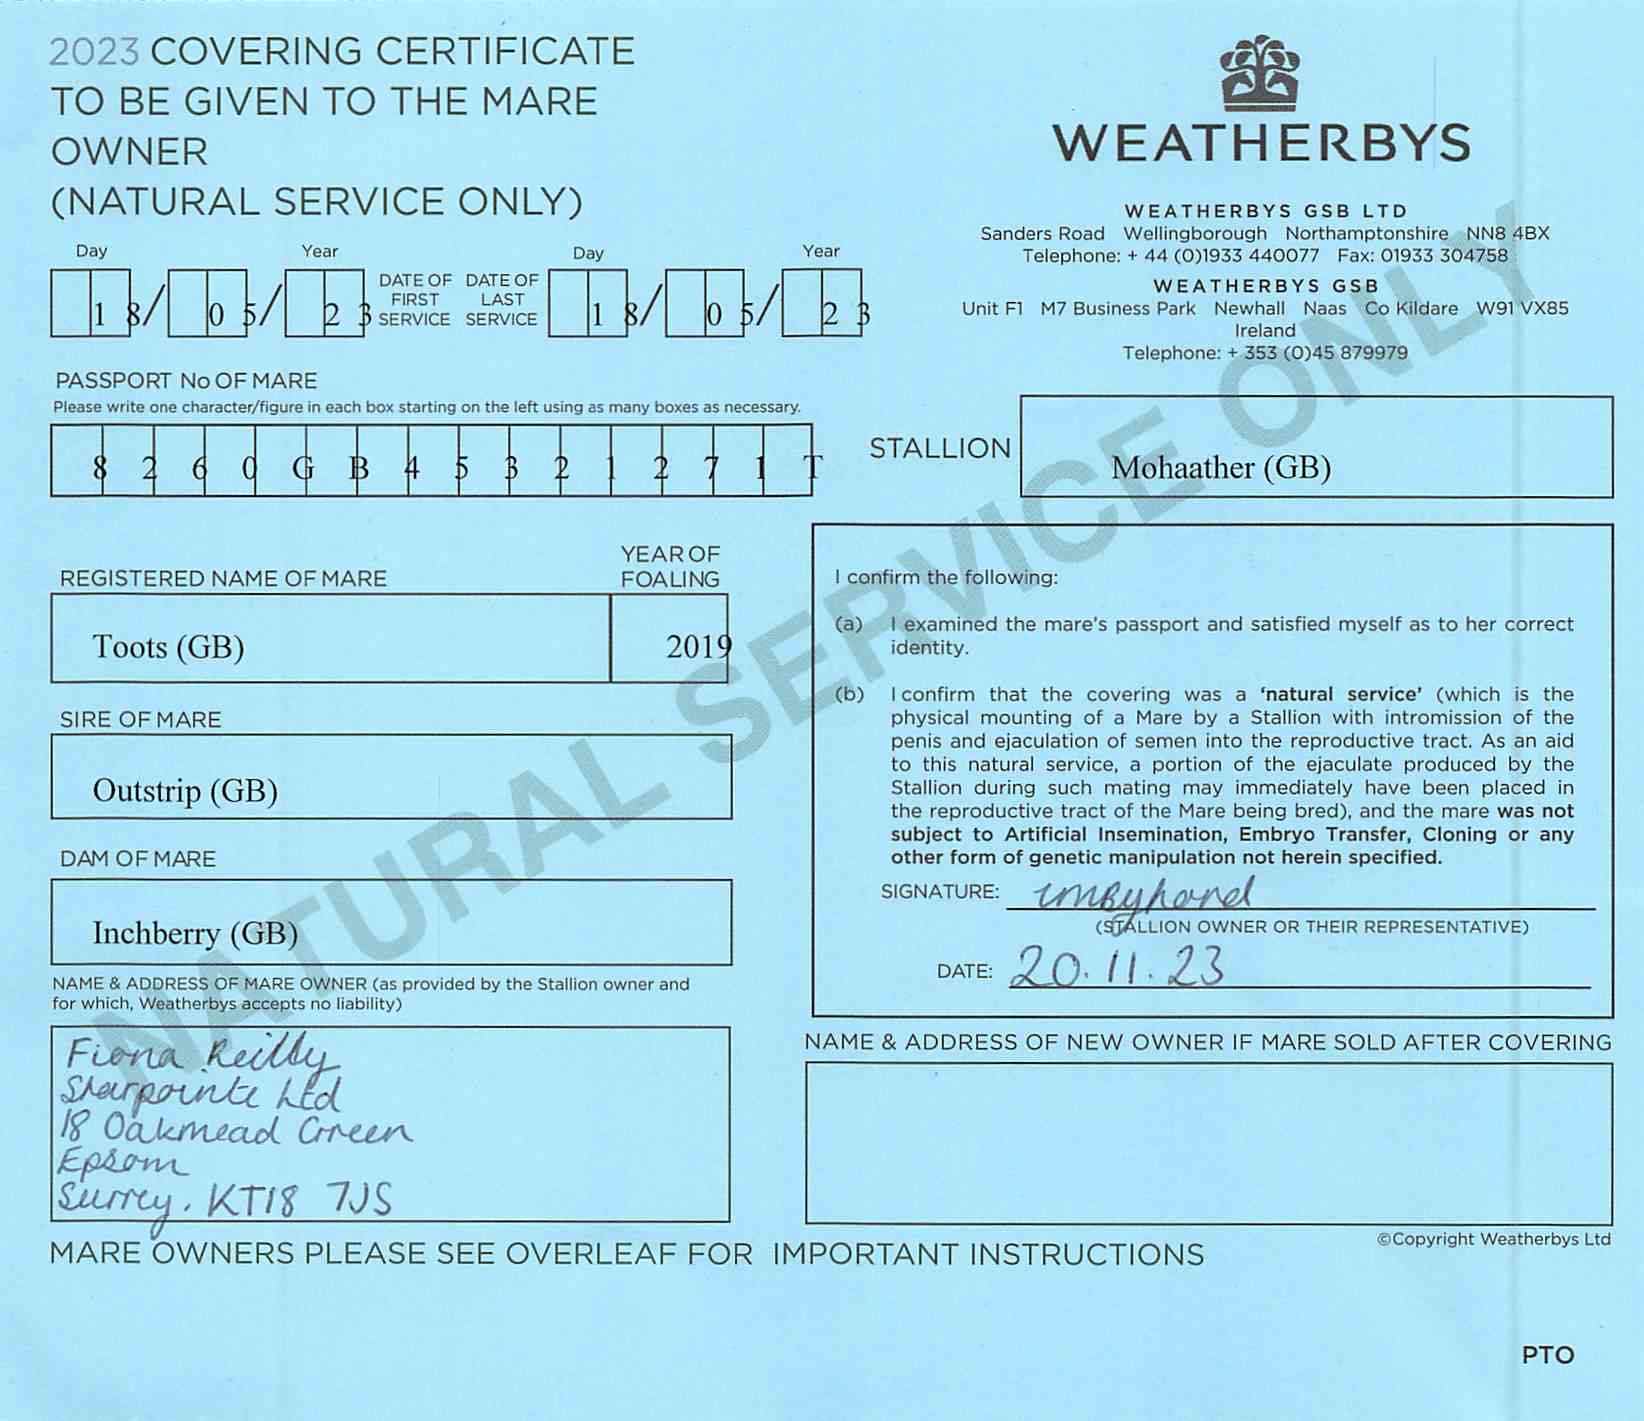 2023 COVERING CERTIFICATE
TO BE GIVEN TO THE MARE
OWNER
(NATURAL SERVICE ONLY)
WEATHERBYS
WEATHERBYS GSB LTD
Sanders Road Wellingborough Northamptonshire NN8 4BX
Telephone: + 44 (0)1933 440077 Fax: 01933 304758
WEATHERBYS GSB
Unit F1 M7 Business Park Newhall Naas Co Kildare W91 VX85
Ireland
Telephone: + 353 (0)45 879979
Day Year
18/05/23
DATE OF FIRST SERVICE
DATE OF LAST SERVICE
Day Year
18/05/23
PASSPORT No OF MARE
Please write one character/figure in each box starting on the left using as many boxes as necessary.
8 2 6 0 G B 4 5 3 2 1 2 7 1 T
STALLION
Mohaather (GB)
REGISTERED NAME OF MARE
Toots (GB)
YEAR OF
FOALING
2019
SIRE OF MARE
Outstrip (GB)
DAM OF MARE
Inchberry (GB)
NAME & ADDRESS OF MARE OWNER (as provided by the Stallion owner and
for which, Weatherbys accepts no liability)
Fiona Reilly
Starpointe Ltd
18 Oakmead Green
Epsom
Surrey. KT18 7JS
I confirm the following:
(a) I examined the mare's passport and satisfied myself as to her correct
identity.
(b) I confirm that the covering was a 'natural service' (which is the
physical mounting of a Mare by a Stallion with intromission of the
penis and ejaculation of semen into the reproductive tract. As an aid
to this natural service, a portion of the ejaculate produced by the
Stallion during such mating may immediately have been placed in
the reproductive tract of the Mare being bred), and the mare was not
subject to Artificial Insemination, Embryo Transfer, Cloning or any
other form of genetic manipulation not herein specified.
SIGNATURE:
(STALLION OWNER OR THEIR REPRESENTATIVE)
DATE: 20.11.23
NAME & ADDRESS OF NEW OWNER IF MARE SOLD AFTER COVERING
©Copyright Weatherbys Ltd
MARE OWNERS PLEASE SEE OVERLEAF FOR IMPORTANT INSTRUCTIONS
PTO
NATURAL SERVICE ONLY